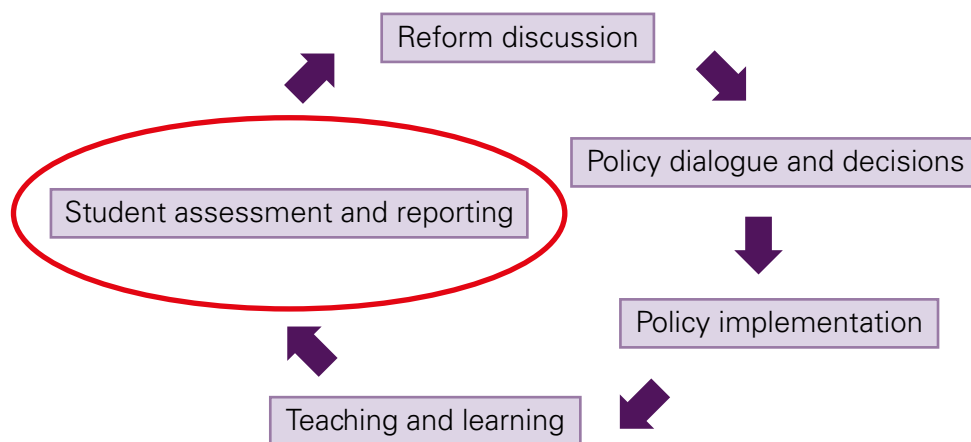 Reform discussion
Policy dialogue and decisions
Student assessment and reporting
Policy implementation
Teaching and learning